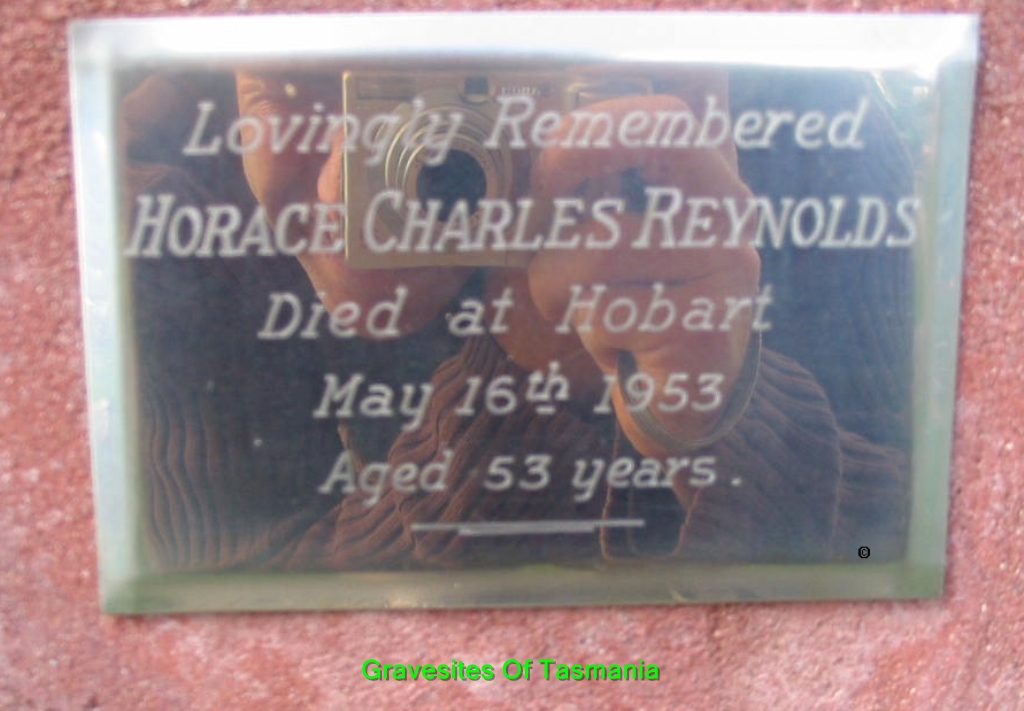 Lovingly Remembered
HORACE CHARLES REYNOLDS
Died at Hobart
May 16th 1953
Aged 53 years.
©
Gravesites Of Tasmania